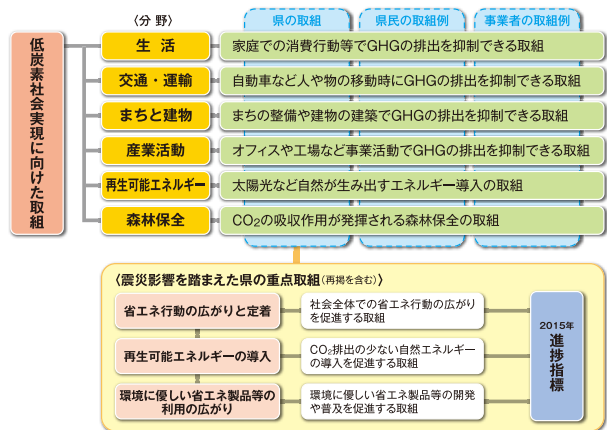 〈分 野〉
県の取組
県民の取組例
事業者の取組例
低炭素社会実現に向けた取組
生 活
家庭での消費行動等でGHGの排出を抑制できる取組
交通・運輸
自動車など人や物の移動時にGHGの排出を抑制できる取組
まちと建物
まちの整備や建物の建築でGHGの排出を抑制できる取組
産業活動
オフィスや工場など事業活動でGHGの排出を抑制できる取組
再生可能エネルギー
太陽光など自然が生み出すエネルギー導入の取組
森林保全
CO₂の吸収作用が発揮される森林保全の取組
〈震災影響を踏まえた県の重点取組(再掲を含む)〉
省エネ行動の広がりと定着
社会全体での省エネ行動の広がり
を促進する取組
再生可能エネルギーの導入
CO₂排出の少ない自然エネルギー
の導入を促進する取組
環境に優しい省エネ製品等の
利用の広がり
環境に優しい省エネ製品等の開発
や普及を促進する取組
2015年
進捗指標